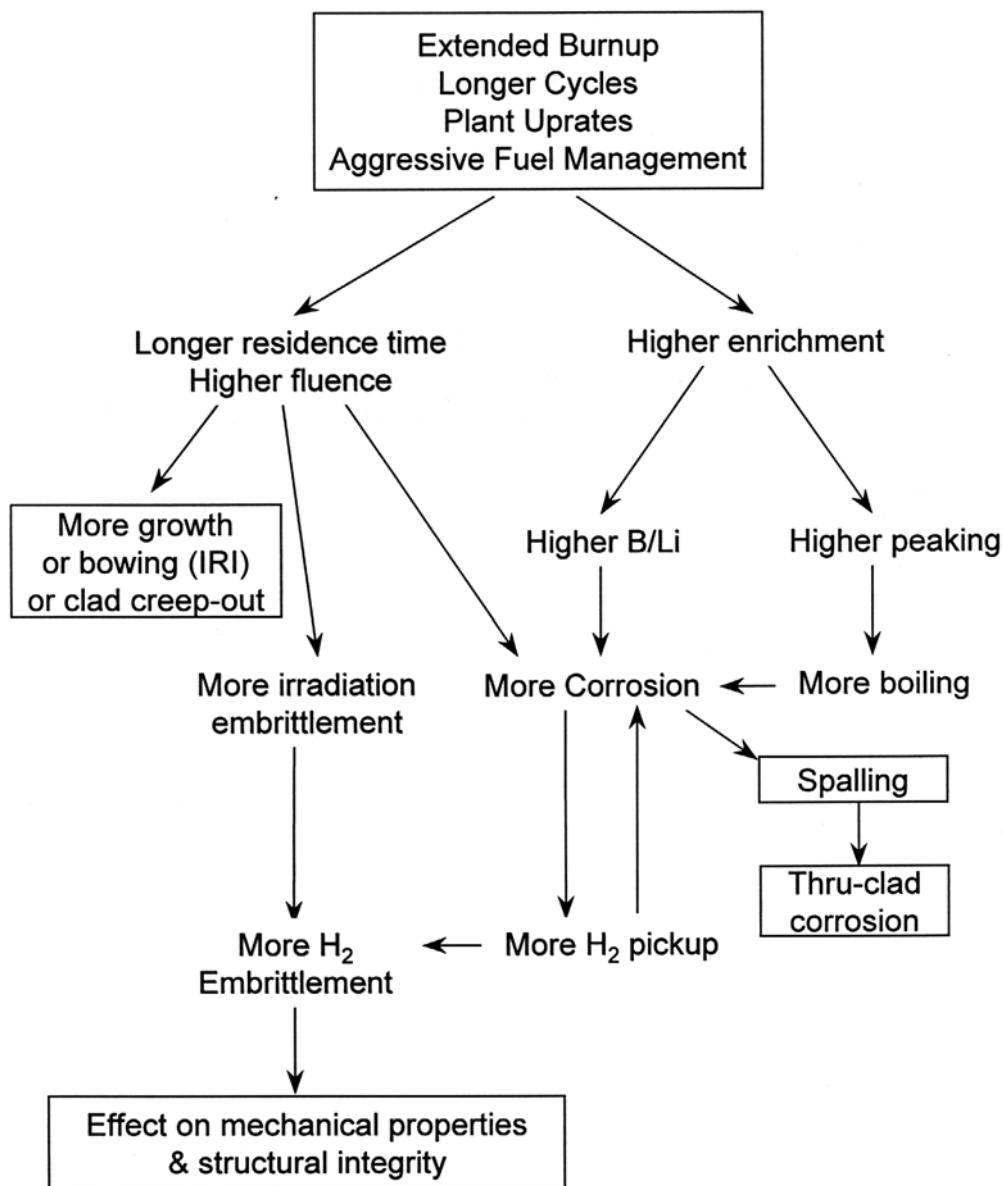 Extended Burnup
Longer Cycles
Plant Uprates
Aggressive Fuel Management
Longer residence time
Higher fluence
Higher enrichment
More growth
or bowing (IRI)
or clad creep-out
Higher B/Li
Higher peaking
More irradiation
embrittlement
More Corrosion
More boiling
Spalling
Thru-clad
corrosion
More H₂
Embrittlement
More H₂ pickup
Effect on mechanical properties
& structural integrity